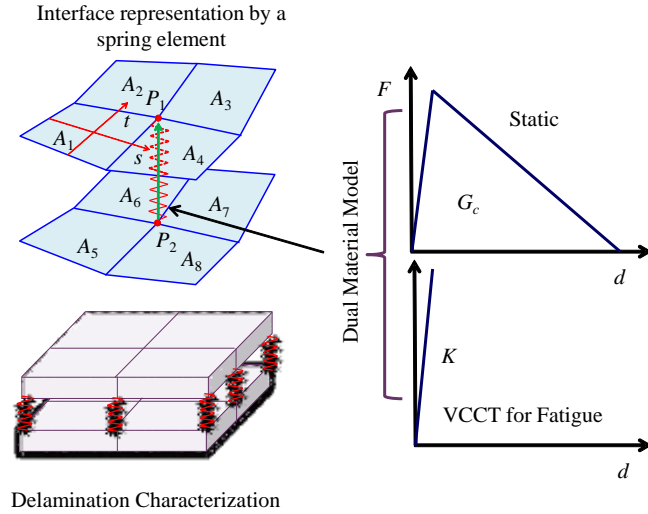 Interface representation by a
spring element
A2
A3
P1
t
A1
s
A4
A6
A7
P2
A5
A8
Delamination Characterization
Dual Material Model
F
Static
Gc
d
K
VCCT for Fatigue
d